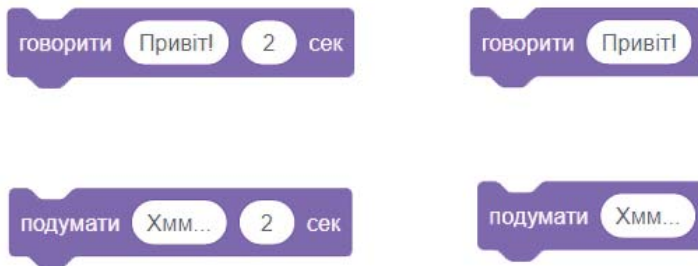 говорити Привіт! 2 сек
говорити Привіт!
подумати Хмм... 2 сек
подумати Хмм...